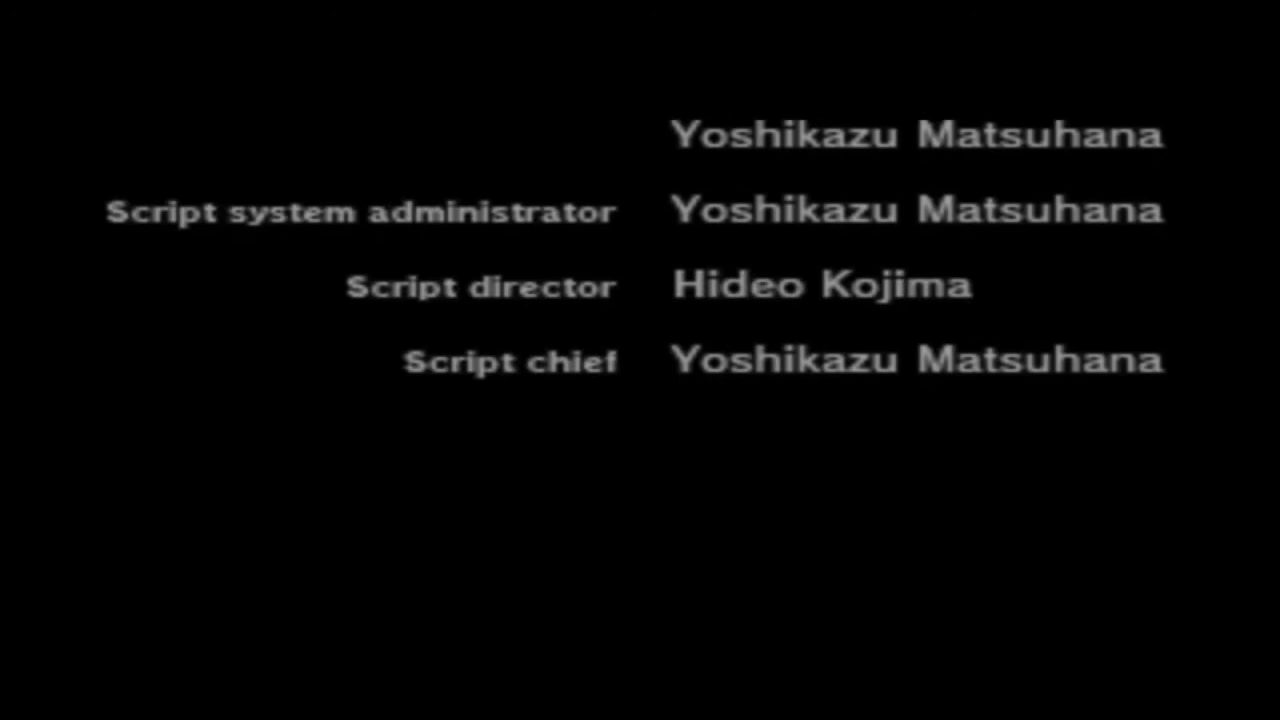 Yoshikazu Matsuhana
Script system administrator Yoshikazu Matsuhana
Script director Hideo Kojima
Script chief Yoshikazu Matsuhana